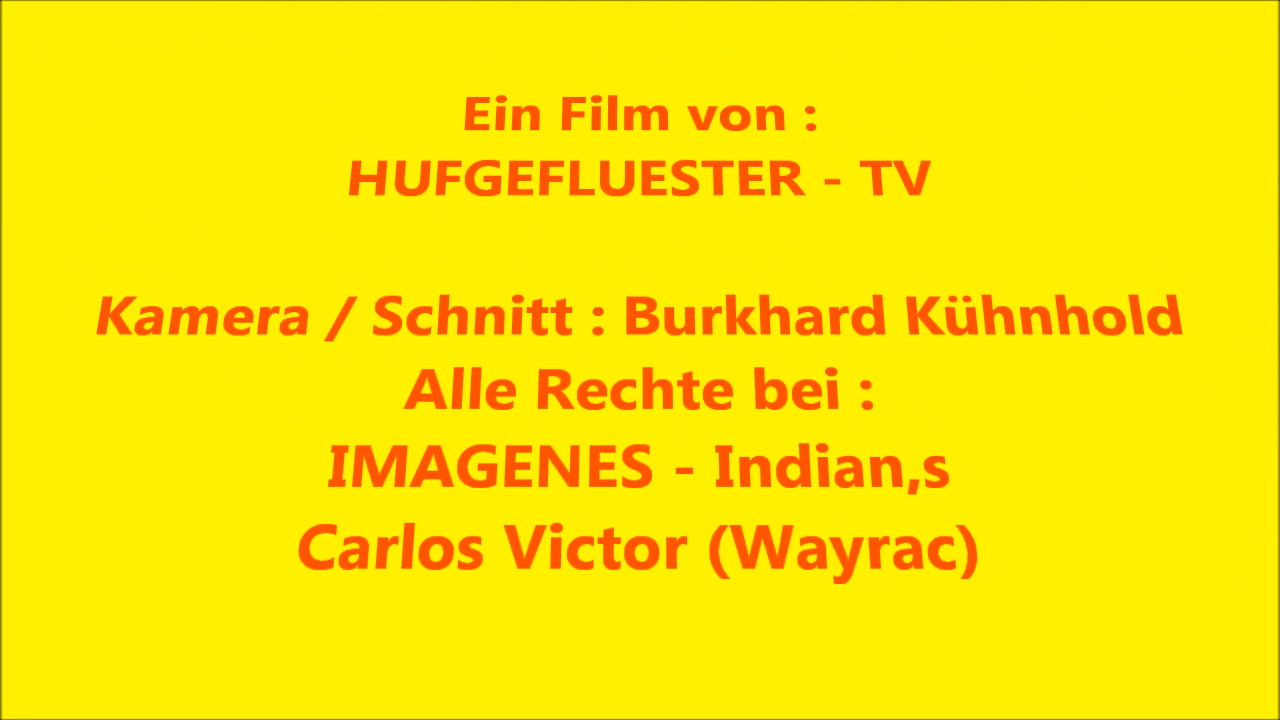 Ein Film von :
HUFGEFLUESTER - TV
Kamera / Schnitt : Burkhard Kühnhold
Alle Rechte bei :
IMAGENES - Indian,s
Carlos Victor (Wayrac)